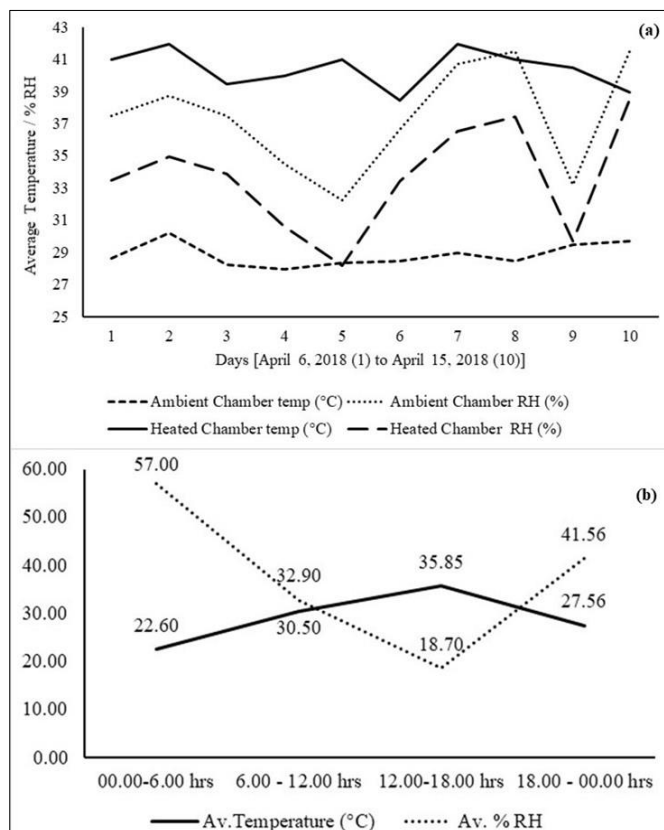 (a)
Average Temperature / % RH
43
41
39
37
35
33
31
29
27
25
1 2 3 4 5 6 7 8 9 10
Days [April 6, 2018 (1) to April 15, 2018 (10)]
Ambient Chamber temp (°C) Ambient Chamber RH (%)
Heated Chamber temp (°C) Heated Chamber RH (%)
(b)
60.00
50.00
40.00
30.00
20.00
10.00
0.00
57.00
41.56
35.85
32.90
27.56
30.50
22.60
18.70
00.00-6.00 hrs 6.00 - 12.00 hrs 12.00-18.00 hrs 18.00 - 00.00 hrs
Av.Temperature (°C) Av. % RH